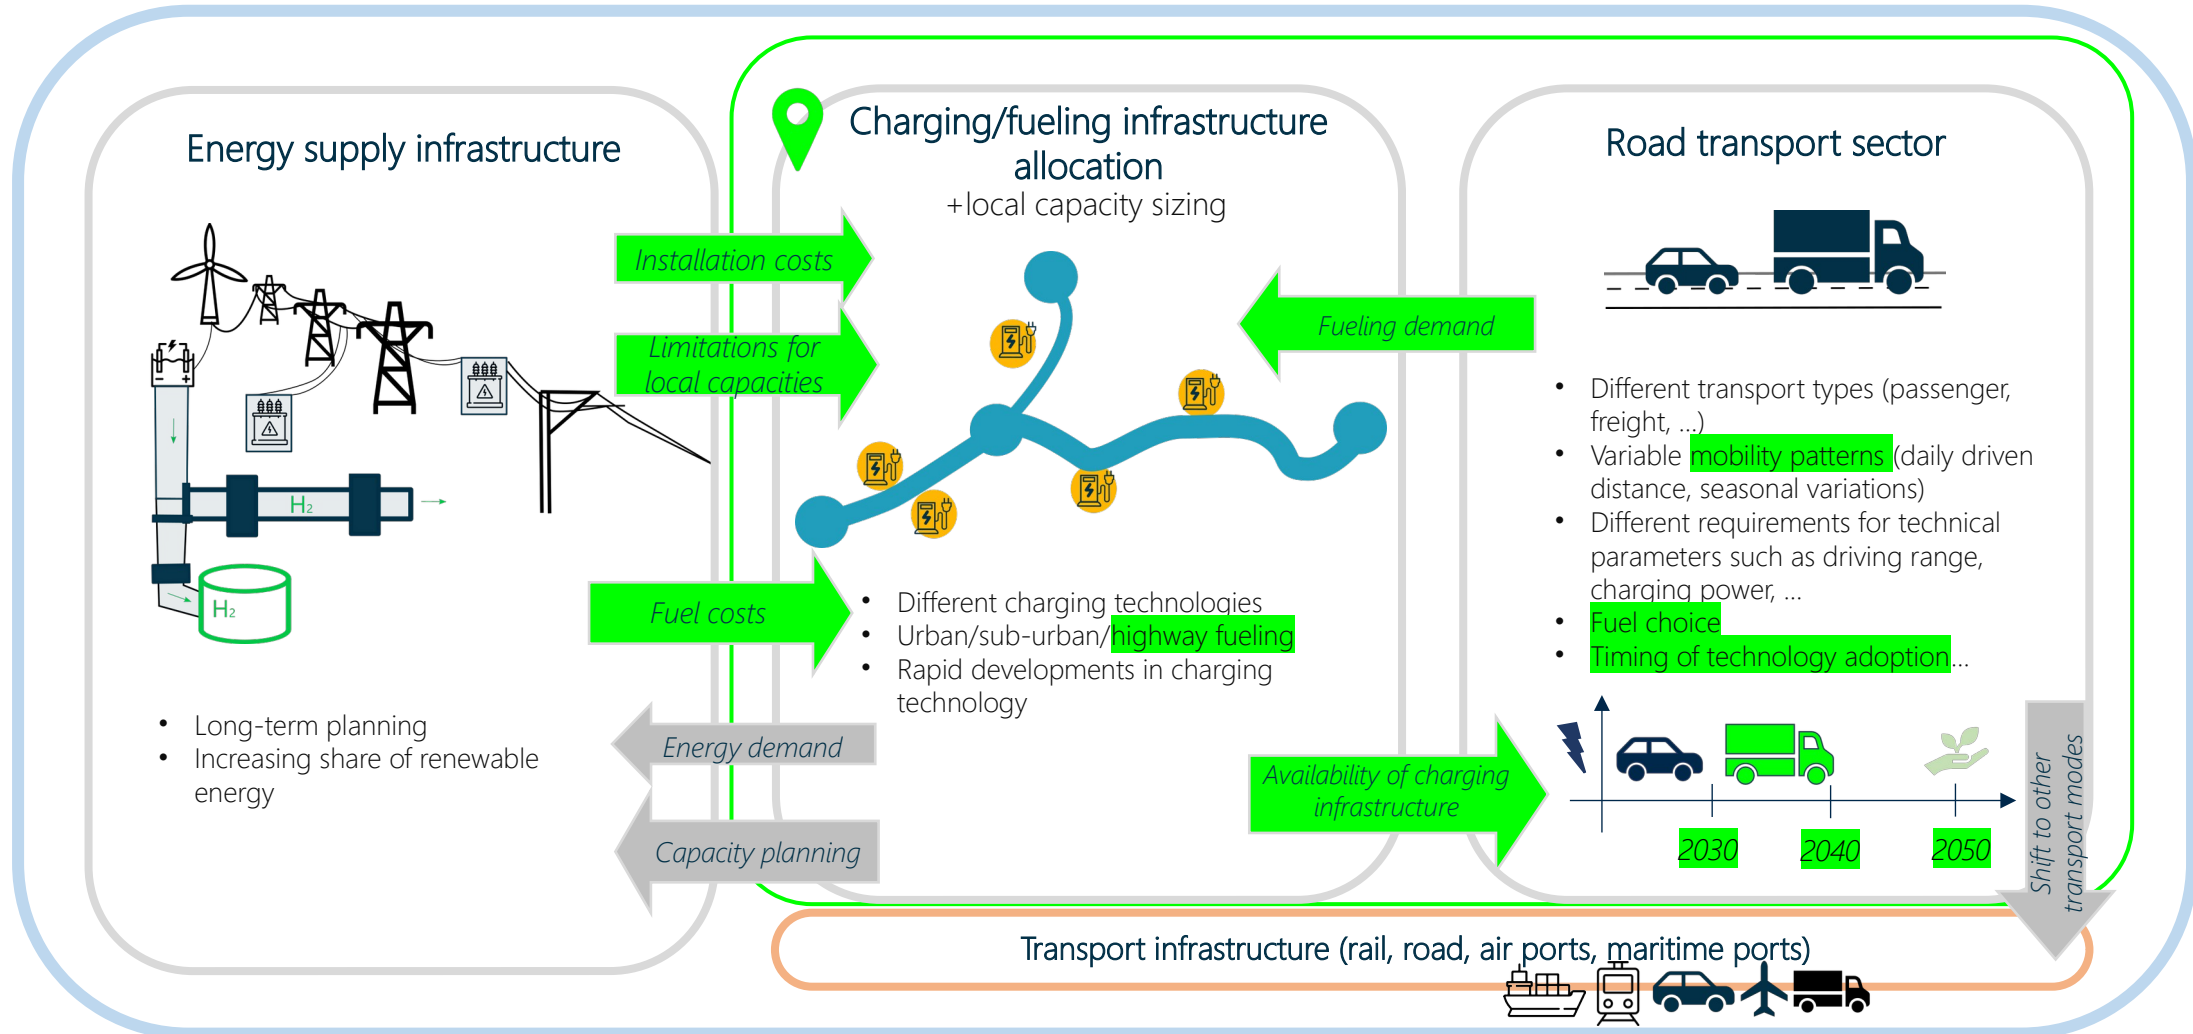 Energy supply infrastructure
H2
H2
• Long-term planning
• Increasing share of renewable
energy
Installation costs
Limitations for
local capacities
Fuel costs
Energy demand
Capacity planning
Charging/fueling infrastructure
allocation
+local capacity sizing
• Different charging technologies
• Urban/sub-urban/highway fueling
• Rapid developments in charging
technology
Fueling demand
Availability of charging
infrastructure
Road transport sector
• Different transport types (passenger,
freight, ...)
• Variable mobility patterns (daily driven
distance, seasonal variations)
• Different requirements for technical
parameters such as driving range,
charging power, ...
• Fuel choice
• Timing of technology adoption...
2030
2040
2050
Shift to other
transport modes
Transport infrastructure (rail, road, air ports, maritime ports)